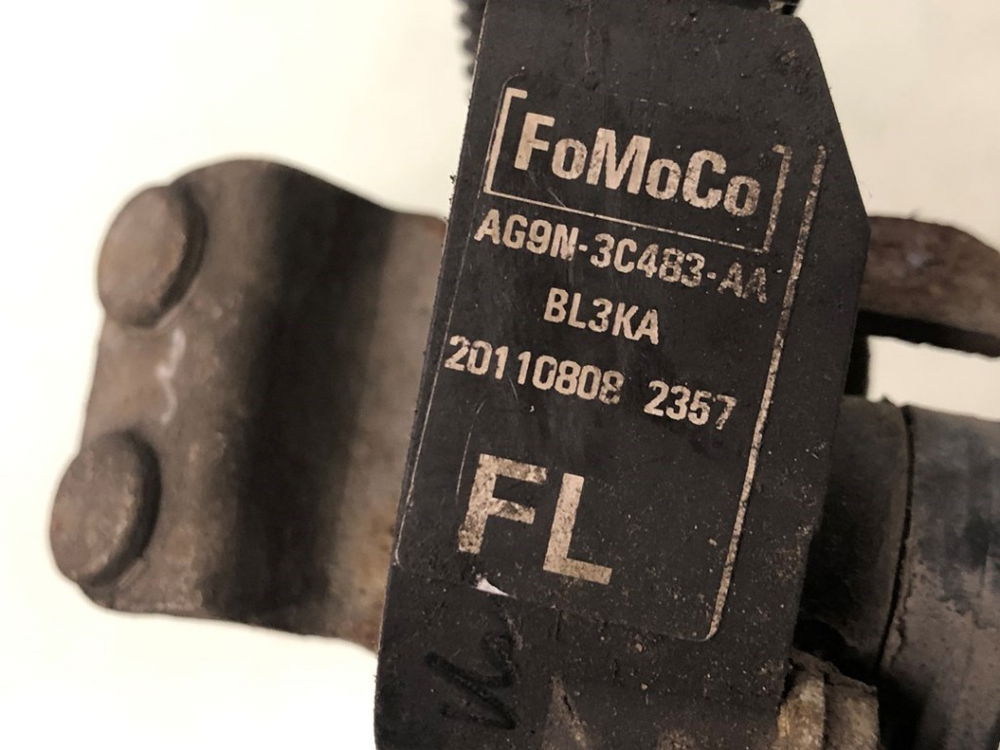 FoMoCo
AG9N-3C483-AA
BL3KA
20110808 2357
FL